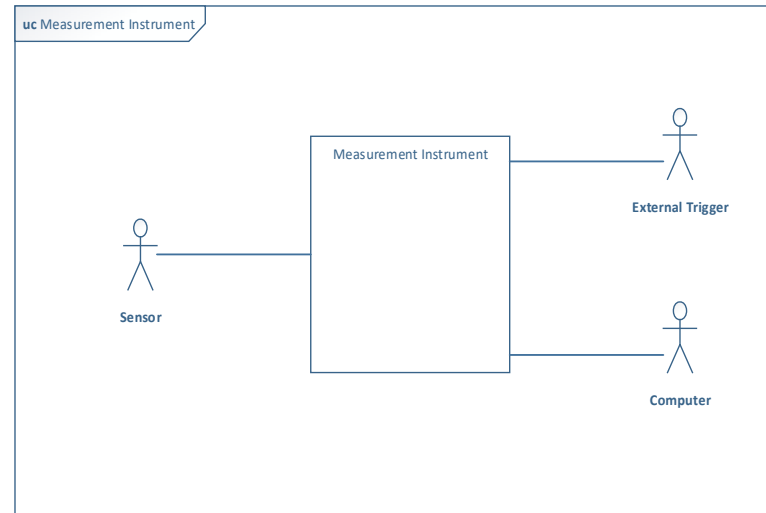 uc Measurement Instrument
Measurement Instrument
External Trigger
Sensor
Computer